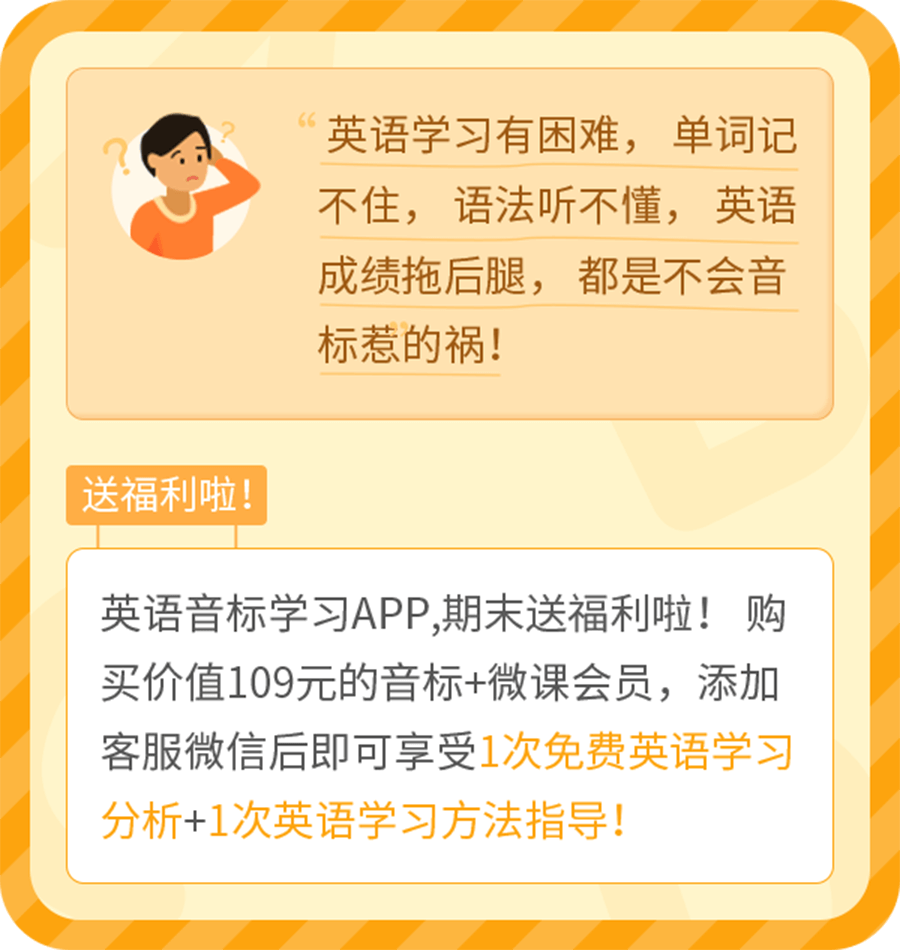 “英语学习有困难， 单词记
不住， 语法听不懂， 英语
成绩拖后腿， 都是不会音
标惹的祸！”
送福利啦！
英语音标学习APP,期末送福利啦！ 购
买价值109元的音标+微课会员，添加
客服微信后即可享受1次免费英语学习
分析+1次英语学习方法指导！